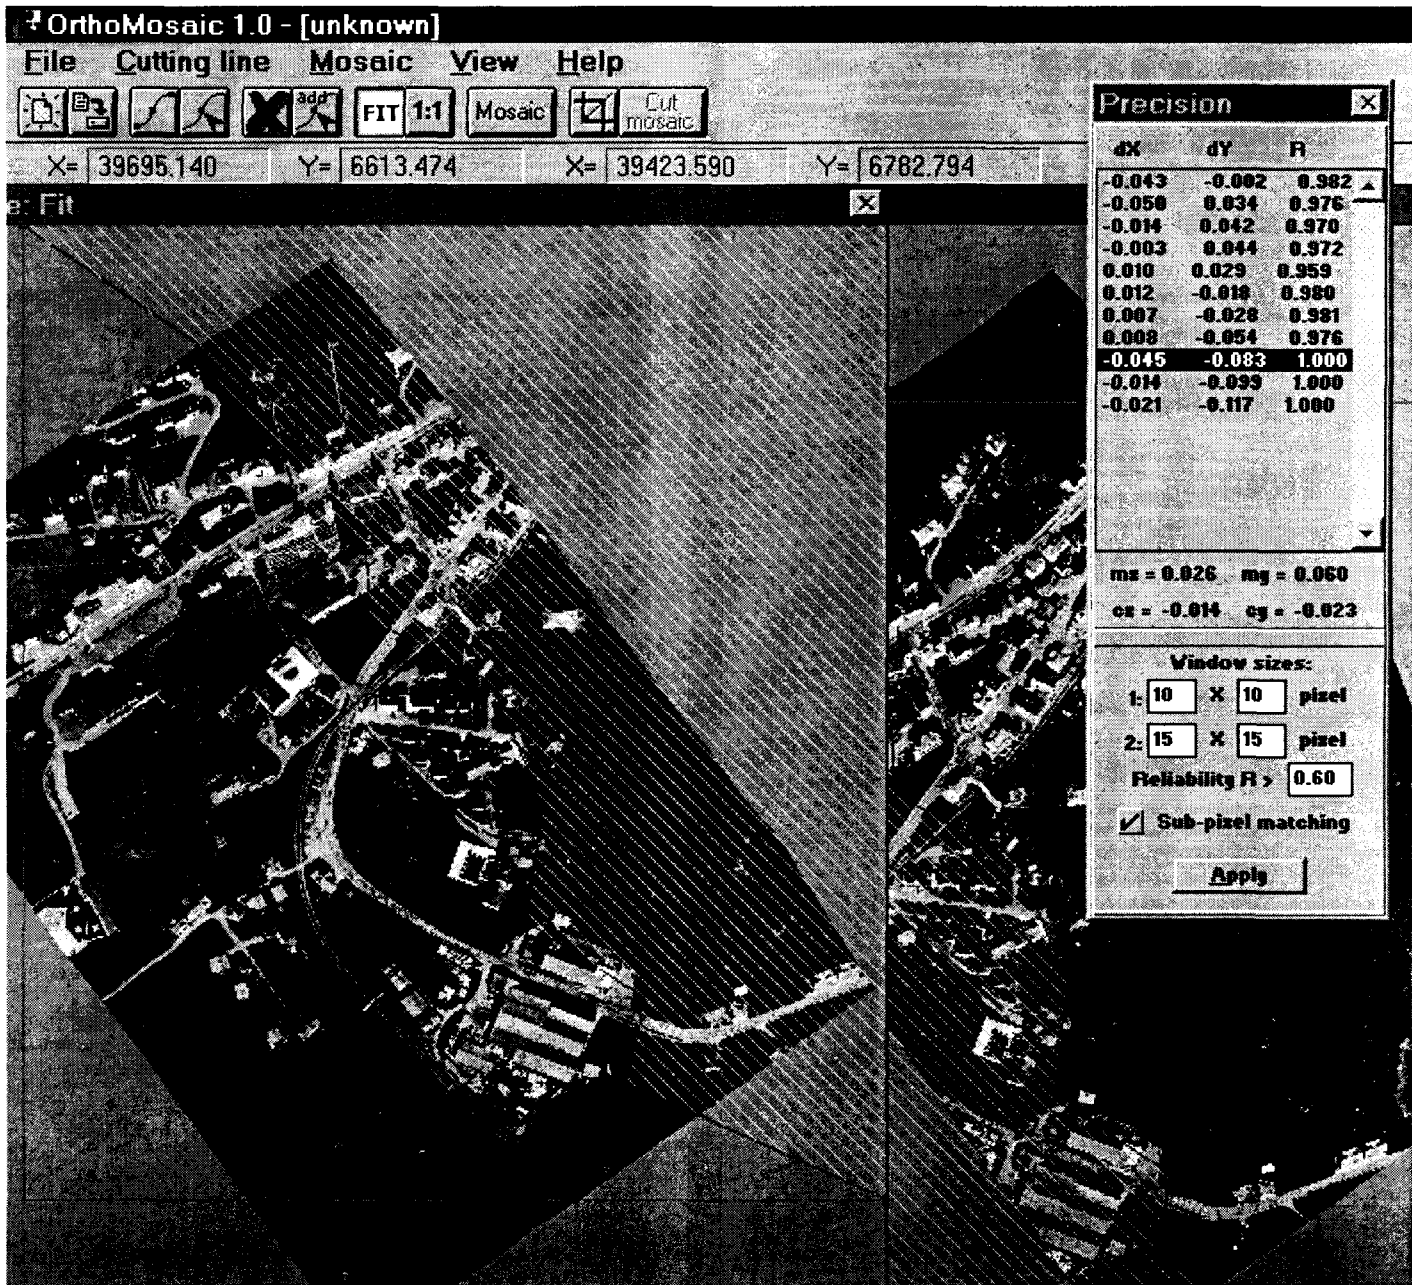 OrthoMosaic 1.0 - [unknown]
File Cutting line Mosaic View Help
add FIT 1:1 Mosaic Cut mosaic
X= 39695.140 Y= 6613.474 X= 39423.590 Y= 6782.794
e: Fit
Precision
dX dY R
-0.043 -0.002 0.982
-0.050 0.034 0.976
-0.014 0.042 0.970
-0.003 0.044 0.972
0.010 0.029 0.959
0.012 -0.018 0.980
0.007 -0.028 0.981
0.008 -0.054 0.976
-0.045 -0.083 1.000
-0.014 -0.099 1.000
-0.021 -0.117 1.000
mx = 0.026 my = 0.060
cx = -0.014 cy = -0.023
Window sizes:
1: 10 X 10 pixel
2: 15 X 15 pixel
Reliability R > 0.60
Sub-pixel matching
Apply